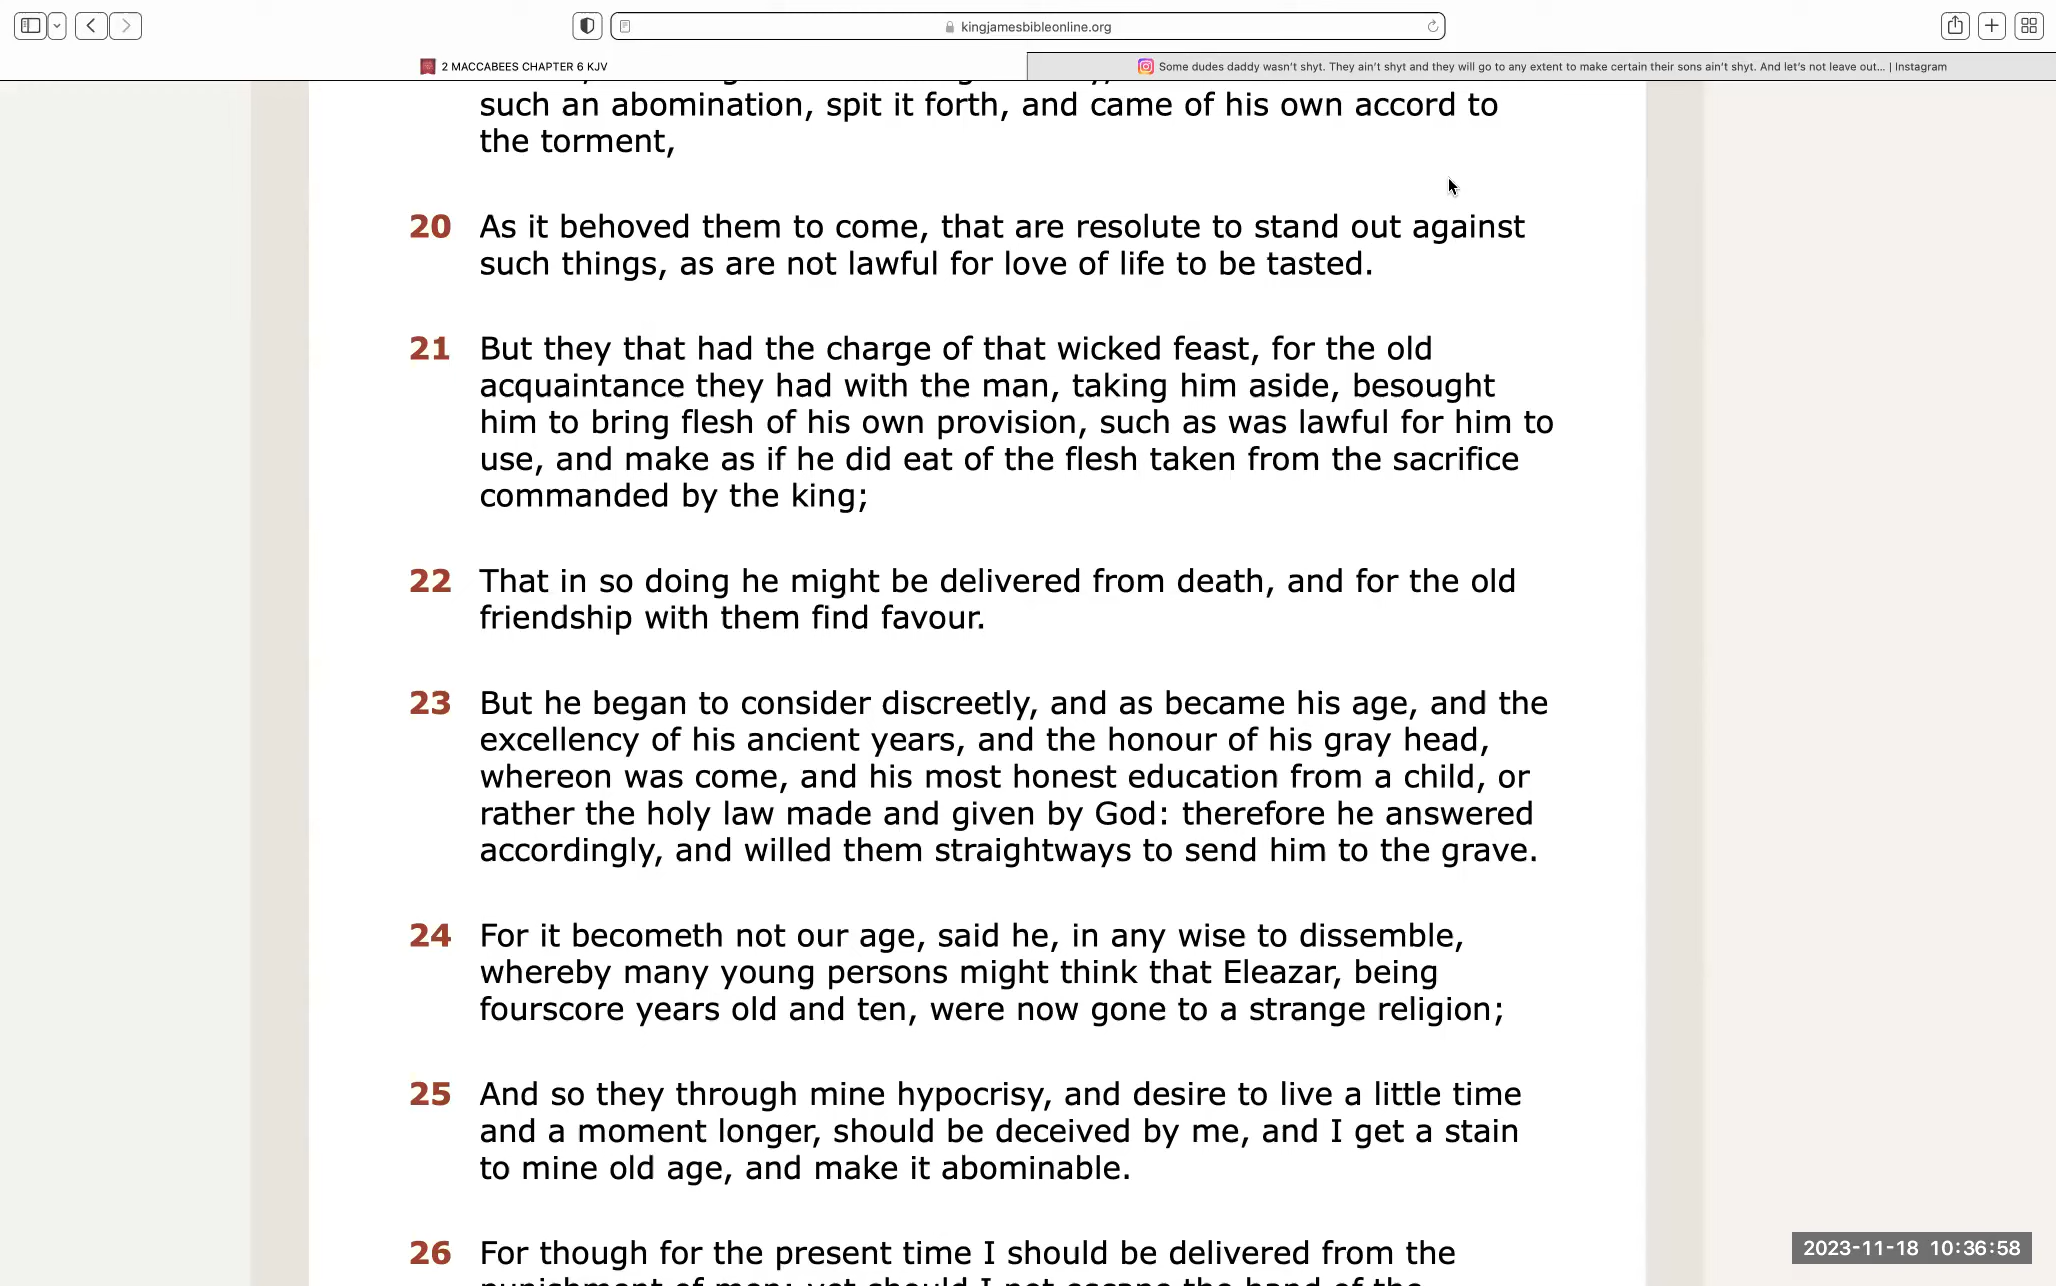 kingjamesbibleonline.org
2 MACCABEES CHAPTER 6 KJV
Some dudes daddy wasn't shyt. They ain't shyt and they will go to any extent to make certain their sons ain't shyt. And let's not leave out... | Instagram
such an abomination, spit it forth, and came of his own accord to
the torment,
20 As it behoved them to come, that are resolute to stand out against
such things, as are not lawful for love of life to be tasted.
21 But they that had the charge of that wicked feast, for the old
acquaintance they had with the man, taking him aside, besought
him to bring flesh of his own provision, such as was lawful for him to
use, and make as if he did eat of the flesh taken from the sacrifice
commanded by the king;
22 That in so doing he might be delivered from death, and for the old
friendship with them find favour.
23 But he began to consider discreetly, and as became his age, and the
excellency of his ancient years, and the honour of his gray head,
whereon was come, and his most honest education from a child, or
rather the holy law made and given by God: therefore he answered
accordingly, and willed them straightways to send him to the grave.
24 For it becometh not our age, said he, in any wise to dissemble,
whereby many young persons might think that Eleazar, being
fourscore years old and ten, were now gone to a strange religion;
25 And so they through mine hypocrisy, and desire to live a little time
and a moment longer, should be deceived by me, and I get a stain
to mine old age, and make it abominable.
26 For though for the present time I should be delivered from the
2023-11-18 10:36:58